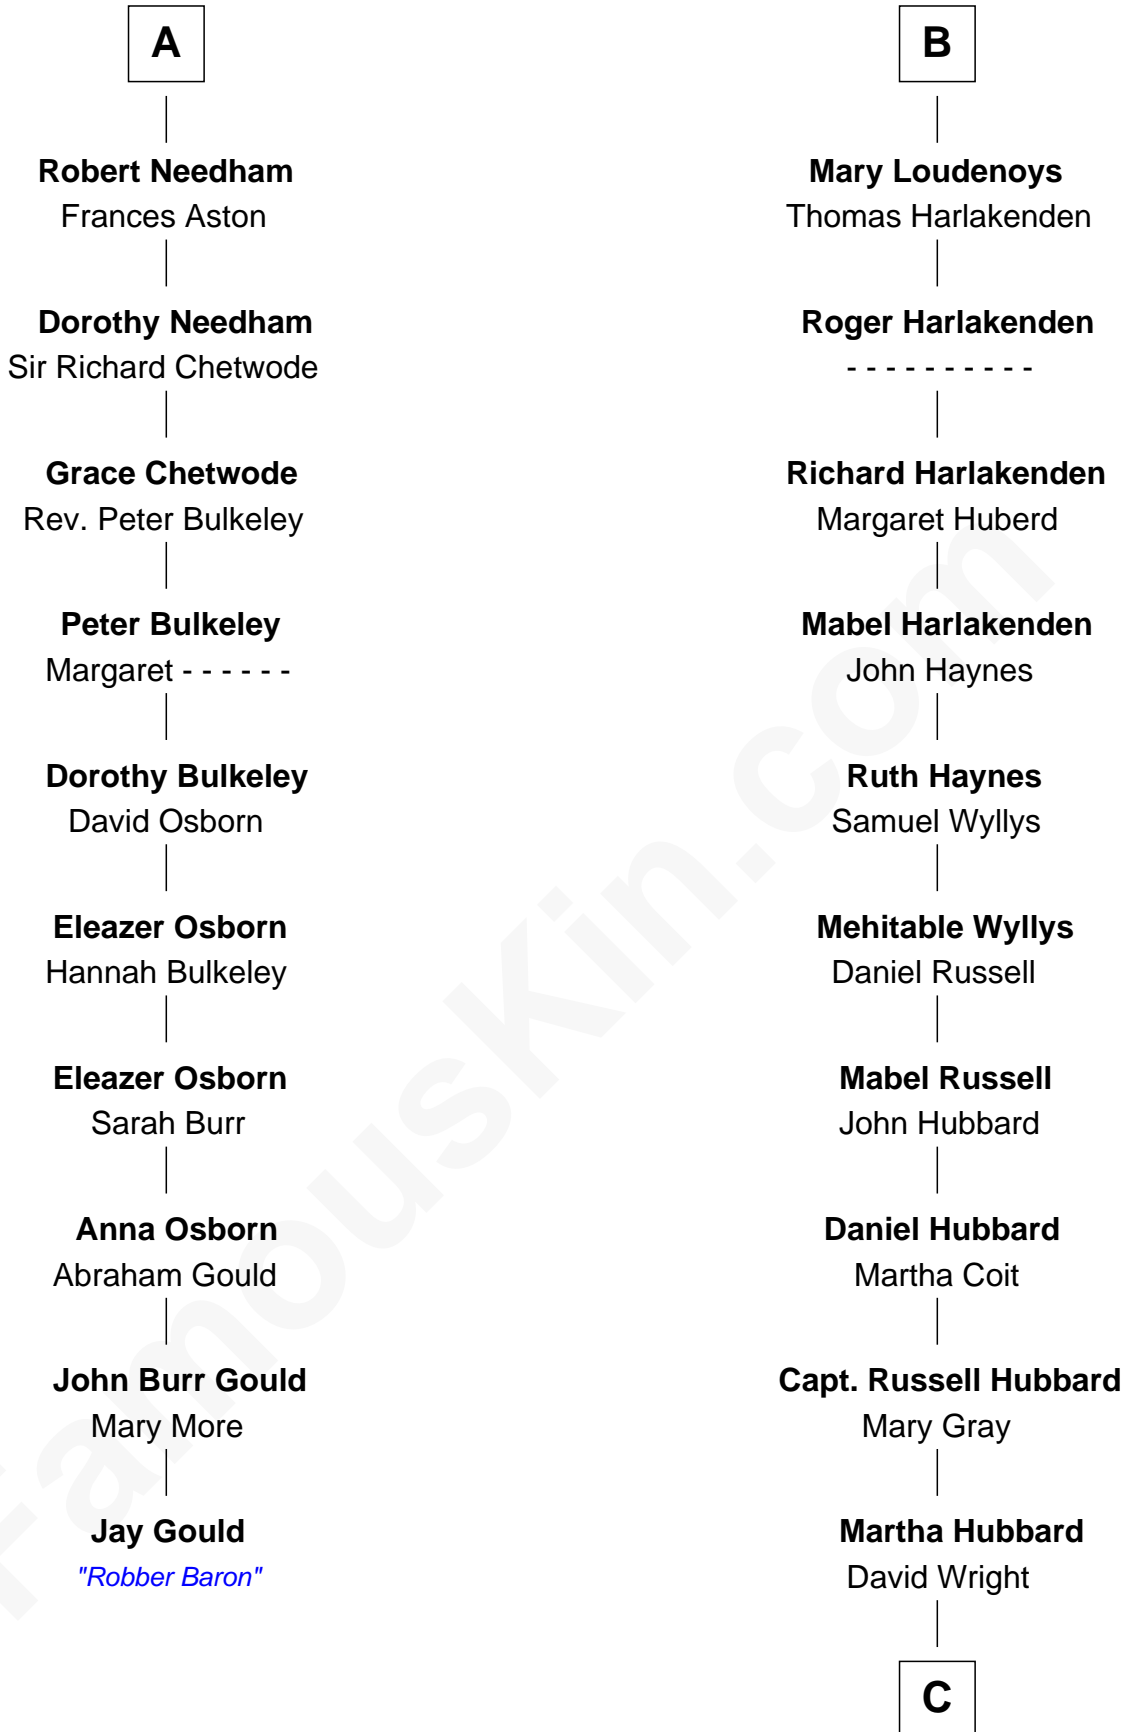 A
Robert Needham
Frances Aston
Dorothy Needham
Sir Richard Chetwode
Grace Chetwode
Rev. Peter Bulkeley
Peter Bulkeley
Margaret - - - - - -
Dorothy Bulkeley
David Osborn
Eleazer Osborn
Hannah Bulkeley
Eleazer Osborn
Sarah Burr
Anna Osborn
Abraham Gould
John Burr Gould
Mary More
Jay Gould
"Robber Baron"
B
Mary Loudenoys
Thomas Harlakenden
Roger Harlakenden
- - - - - - - - - -
Richard Harlakenden
Margaret Huberd
Mabel Harlakenden
John Haynes
Ruth Haynes
Samuel Wyllys
Mehitable Wyllys
Daniel Russell
Mabel Russell
John Hubbard
Daniel Hubbard
Martha Coit
Capt. Russell Hubbard
Mary Gray
Martha Hubbard
David Wright
C
FamousKin.com